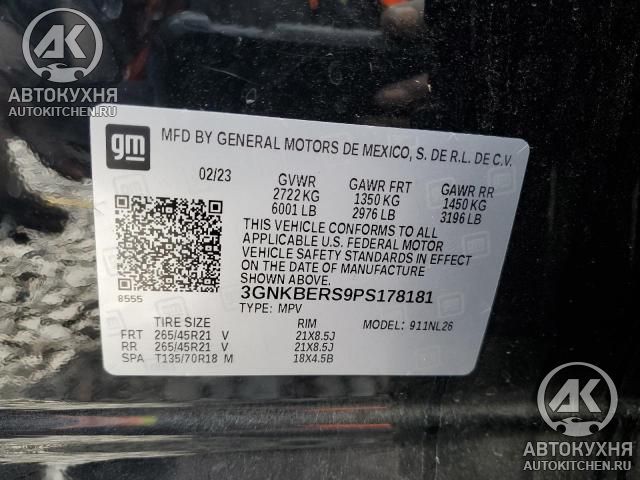 AK
АВТОКУХНЯ
AUTOKITCHEN.RU
gm
MFD BY GENERAL MOTORS DE MEXICO, S. DE R.L. DE C.V.
02/23 GVWR GAWR FRT GAWR RR
2722 KG 1350 KG 1450 KG
6001 LB 2976 LB 3196 LB
THIS VEHICLE CONFORMS TO ALL
APPLICABLE U.S. FEDERAL MOTOR
VEHICLE SAFETY STANDARDS IN EFFECT
ON THE DATE OF MANUFACTURE
SHOWN ABOVE.
8555
3GNKBERS9PS178181
TYPE: MPV
TIRE SIZE RIM MODEL: 911NL26
FRT 265/45R21 V 21X8.5J
RR 265/45R21 V 21X8.5J
SPA T135/70R18 M 18X4.5B
AK
АВТОКУХНЯ
AUTOKITCHEN.RU